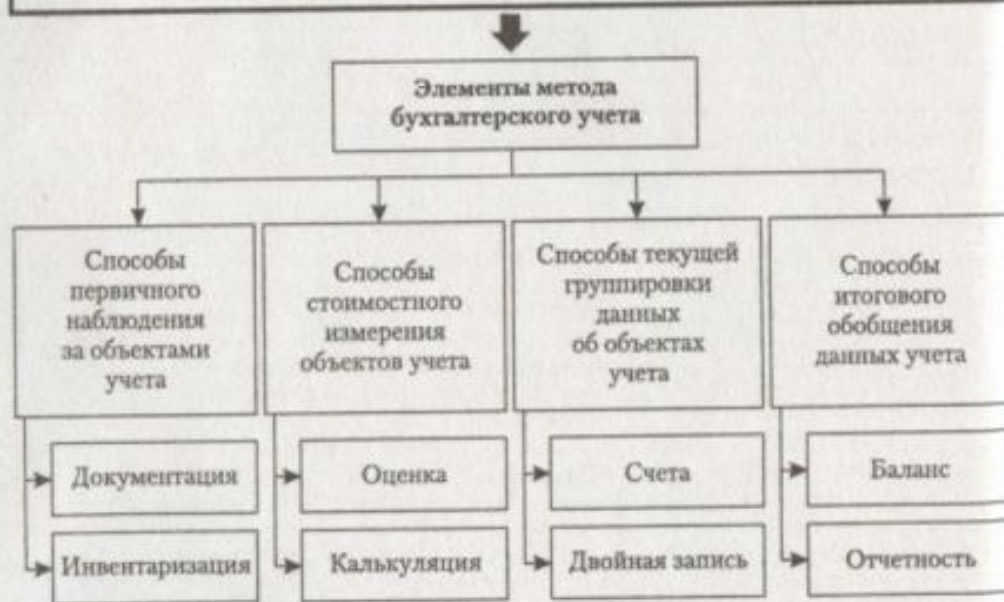 Элементы метода
бухгалтерского учета
Способы
первичного
наблюдения
за объектами
учета
Способы
стоимостного
измерения
объектов учета
Способы текущей
группировки
данных
об объектах
учета
Способы
итогового
обобщения
данных учета
Документация
Оценка
Счета
Баланс
Инвентаризация
Калькуляция
Двойная запись
Отчетность